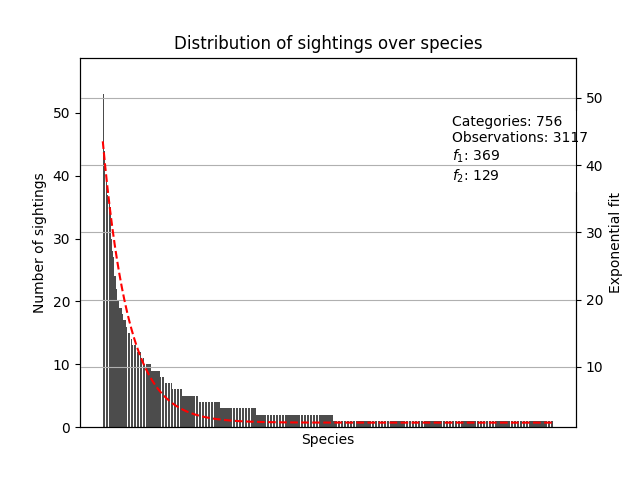 Distribution of sightings over species
Number of sightings
50
40
30
20
10
0
Categories: 756
Observations: 3117
f₁: 369
f₂: 129
50
40
30
20
10
Exponential fit
Species